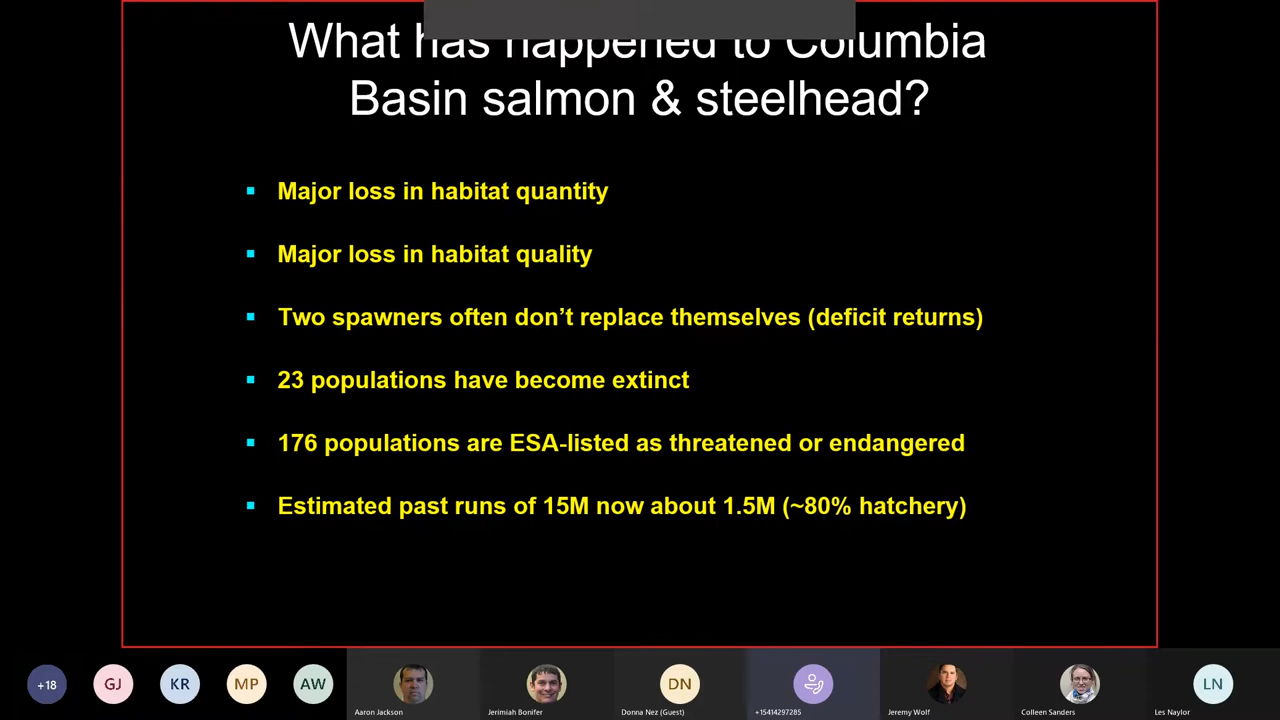 What has happened to Columbia
Basin salmon & steelhead?
Major loss in habitat quantity
Major loss in habitat quality
Two spawners often don't replace themselves (deficit returns)
23 populations have become extinct
176 populations are ESA-listed as threatened or endangered
Estimated past runs of 15M now about 1.5M (~80% hatchery)
+18
GJ
KR
MP
AW
DN
LN
Aaron Jackson
Jerimiah Bonifer
Donna Nez (Guest)
+15414297285
Jeremy Wolf
Colleen Sanders
Les Naylor